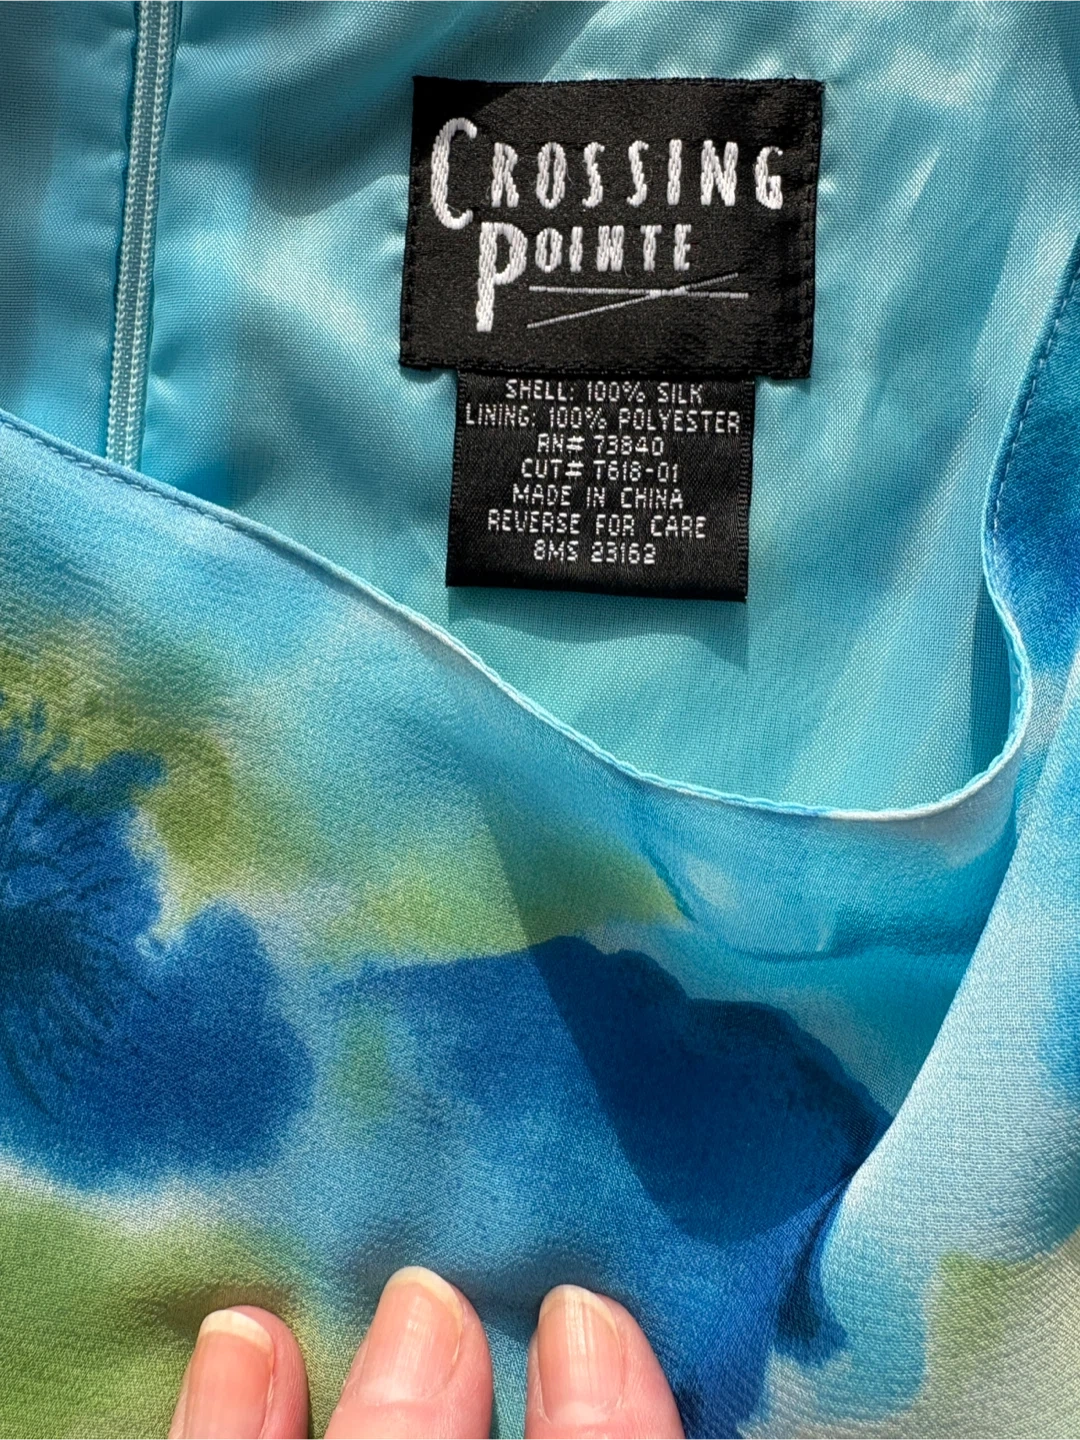 CROSSING
POINTE
SHELL: 100% SILK
LINING: 100% POLYESTER
RN# 73840
CUT# T618-01
MADE IN CHINA
REVERSE FOR CARE
8MS 23162